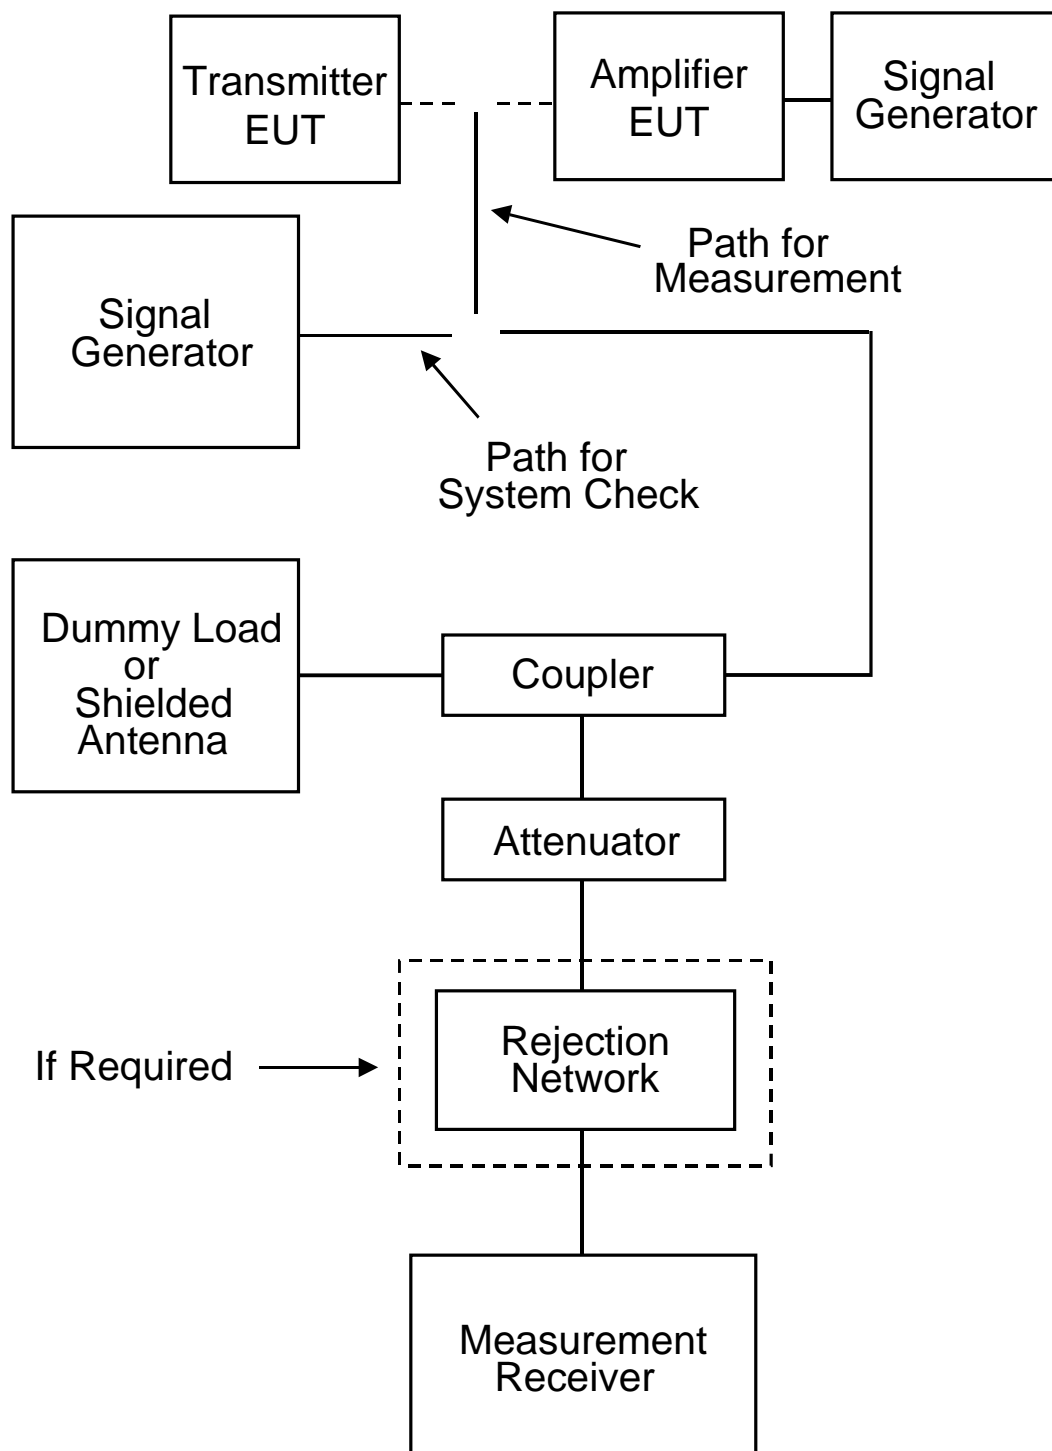 Transmitter
EUT
Amplifier
EUT
Signal
Generator
Path for
Measurement
Signal
Generator
Path for
System Check
Dummy Load
or
Shielded
Antenna
Coupler
Attenuator
If Required
Rejection
Network
Measurement
Receiver